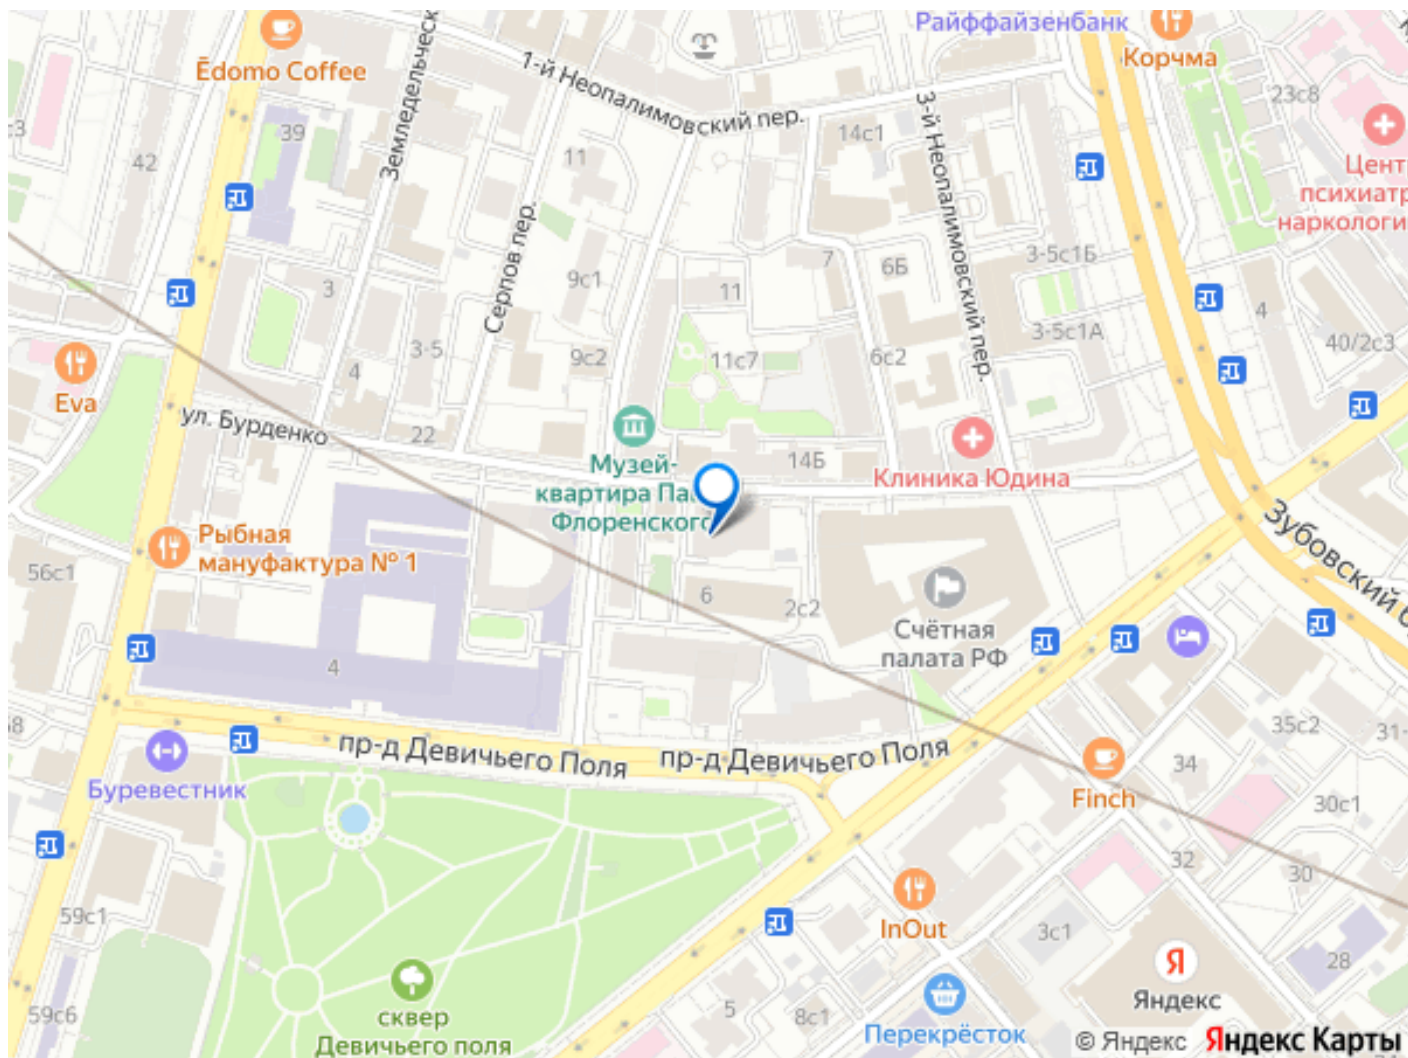 Райффайзенбанк
Корчма
Ēdomo Coffee
Земледельческ
1-й Неопалимовский пер.
3-й Неопалимовский пер.
23с8
39
14с1
42
11
Центр
психиатр
наркологи
Серпов пер.
3-5с1Б
7
6Б
9с1
11
3
4
3-5с1А
40/2с3
3-5
9с2
11с7
6с2
4
Eva
ул. Бурденко
22
14Б
Клиника Юдина
Музей-
квартира Па
Флоренского
Зубовский б
Рыбная
мануфактура № 1
56с1
6
2с2
Счётная
палата РФ
4
35с2
31-
пр-д Девичьего Поля
пр-д Девичьего Поля
34
Буревестник
Finch
30с1
32
30
59с1
InOut
3с1
28
Яндекс
59с6
сквер
Девичьего поля
5
8с1
Перекрёсток
© Яндекс Яндекс Карты